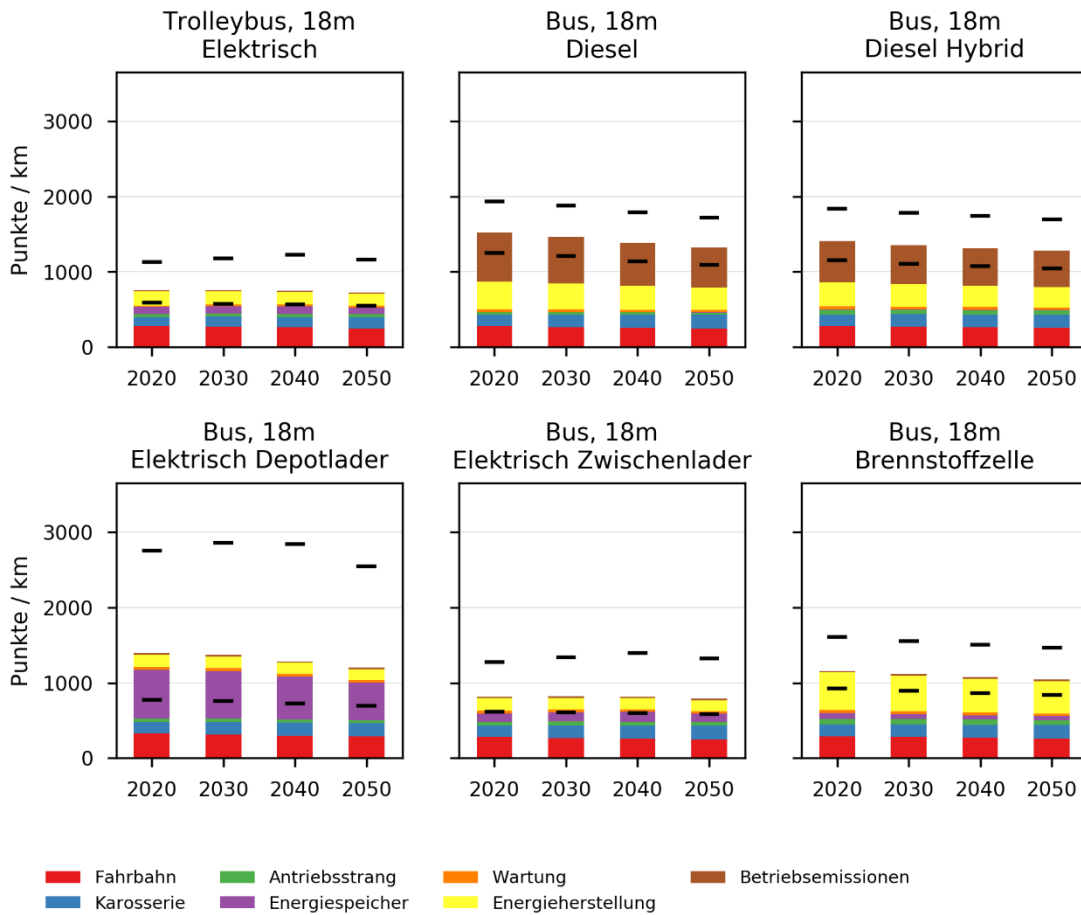 Trolleybus, 18m
Elektrisch
Bus, 18m
Diesel
Bus, 18m
Diesel Hybrid
Punkte / km
3000
2000
1000
0
2020 2030 2040 2050
2020 2030 2040 2050
2020 2030 2040 2050
Bus, 18m
Elektrisch Depotlader
Bus, 18m
Elektrisch Zwischenlader
Bus, 18m
Brennstoffzelle
Punkte / km
3000
2000
1000
0
2020 2030 2040 2050
2020 2030 2040 2050
2020 2030 2040 2050
Fahrbahn
Karosserie
Antriebsstrang
Energiespeicher
Wartung
Energieherstellung
Betriebsemissionen